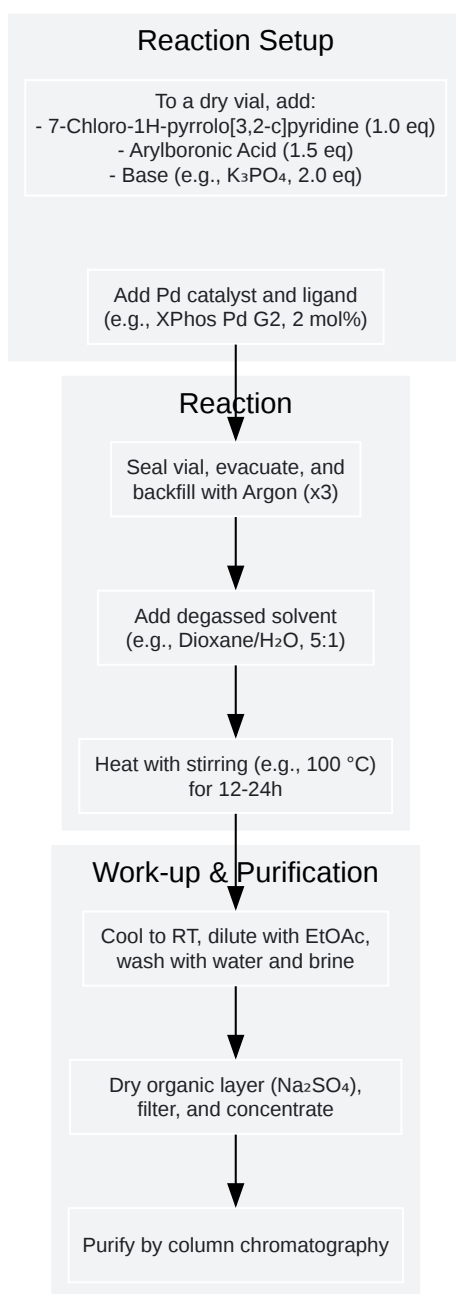 Reaction Setup
To a dry vial, add:
- 7-Chloro-1H-pyrrolo[3,2-c]pyridine (1.0 eq)
- Arylboronic Acid (1.5 eq)
- Base (e.g., K₃PO₄, 2.0 eq)
Add Pd catalyst and ligand
(e.g., XPhos Pd G2, 2 mol%)
Reaction
Seal vial, evacuate, and
backfill with Argon (x3)
Add degassed solvent
(e.g., Dioxane/H₂O, 5:1)
Heat with stirring (e.g., 100 °C)
for 12-24h
Work-up & Purification
Cool to RT, dilute with EtOAc,
wash with water and brine
Dry organic layer (Na₂SO₄),
filter, and concentrate
Purify by column chromatography